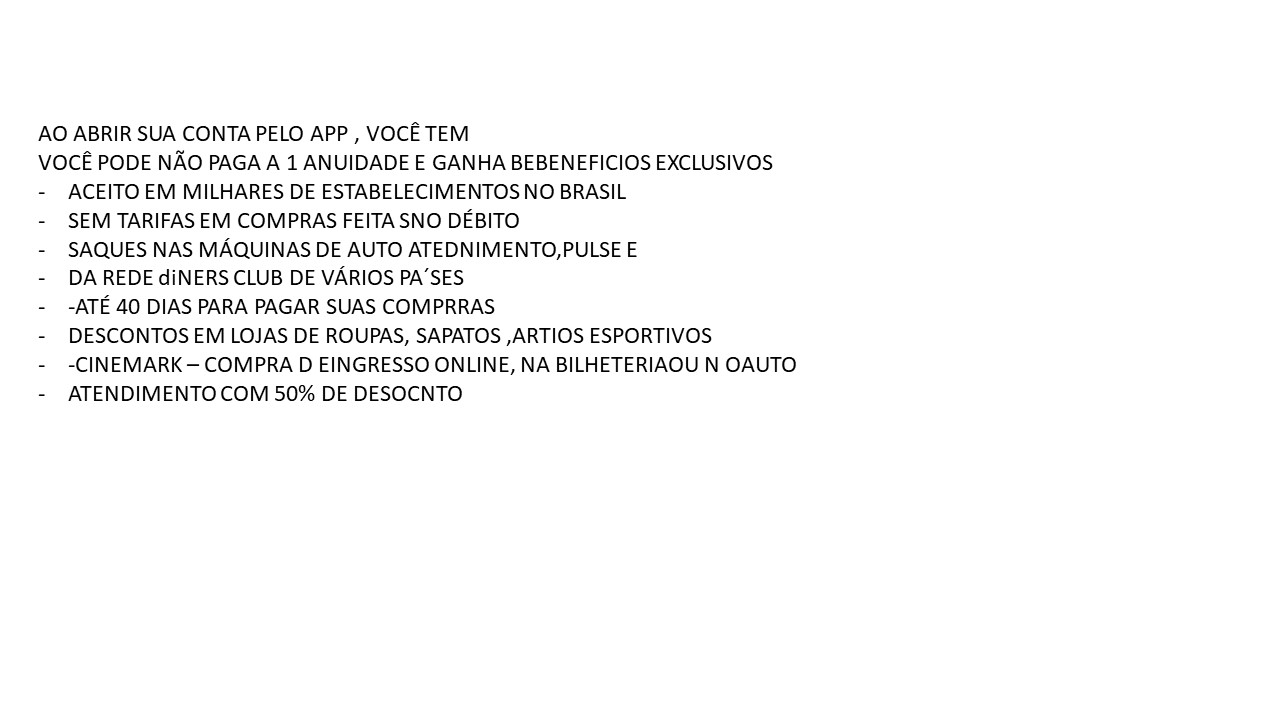 AO ABRIR SUA CONTA PELO APP , VOCÊ TEM
VOCÊ PODE NÃO PAGA A 1 ANUIDADE E GANHA BEBENEFICIOS EXCLUSIVOS
- ACEITO EM MILHARES DE ESTABELECIMENTOS NO BRASIL
- SEM TARIFAS EM COMPRAS FEITA SNO DÉBITO
- SAQUES NAS MÁQUINAS DE AUTO ATEDNIMENTO,PULSE E
- DA REDE diNERS CLUB DE VÁRIOS PA´SES
- -ATÉ 40 DIAS PARA PAGAR SUAS COMPRRAS
- DESCONTOS EM LOJAS DE ROUPAS, SAPATOS ,ARTIOS ESPORTIVOS
- -CINEMARK – COMPRA D EINGRESSO ONLINE, NA BILHETERIAOU N OAUTO
- ATENDIMENTO COM 50% DE DESOCNTO